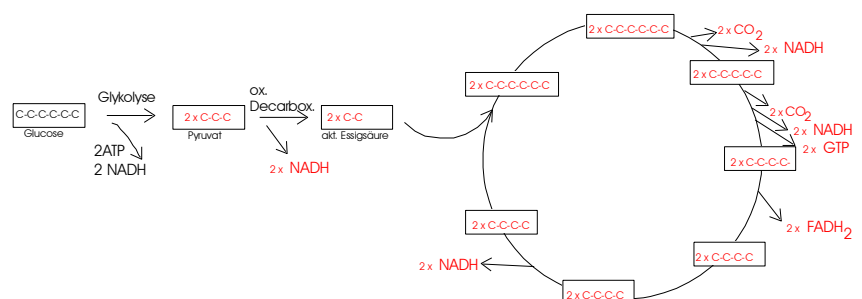 C-C-C-C-C-C
Glucose
Glykolyse
2ATP
2 NADH
2 x C-C-C
Pyruvat
ox.
Decarbox.
2 x NADH
2 x C-C
akt. Essigsäure
2 x C-C-C-C-C-C
2 x C-C-C-C-C-C
2 x CO2
2 x NADH
2 x C-C-C-C-C
2 x CO2
2 x NADH
2 x GTP
2 x C-C-C-C-
2 x FADH2
2 x C-C-C-C
2 x C-C-C-C
2 x NADH
2 x C-C-C-C